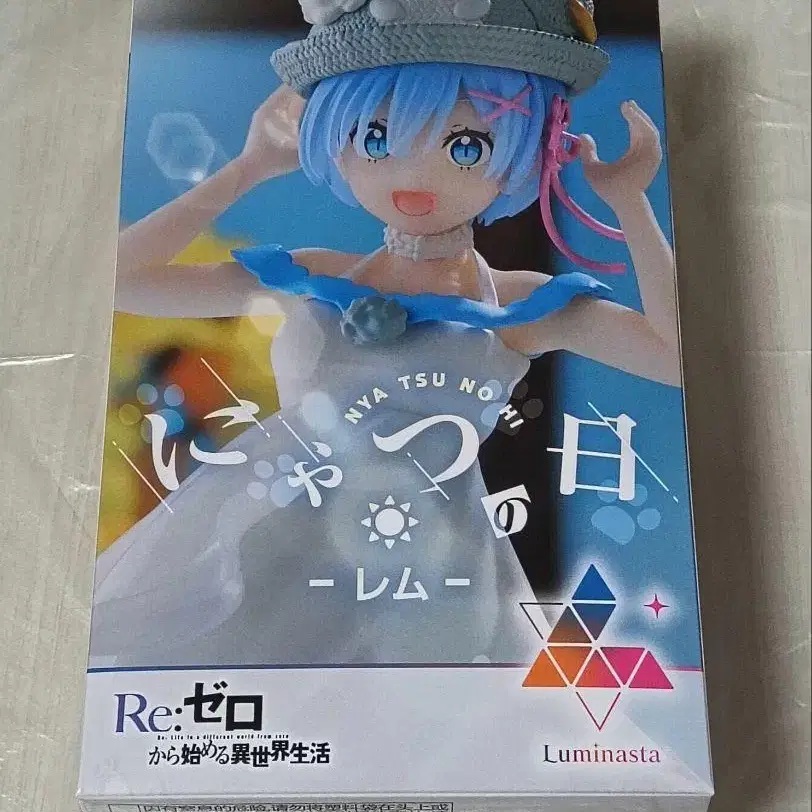 NYA TSU NO HI
にゃつの日
-レム-
Re:ゼロ
Re: Life in a different world from zero
から始める異世界生活
Luminasta